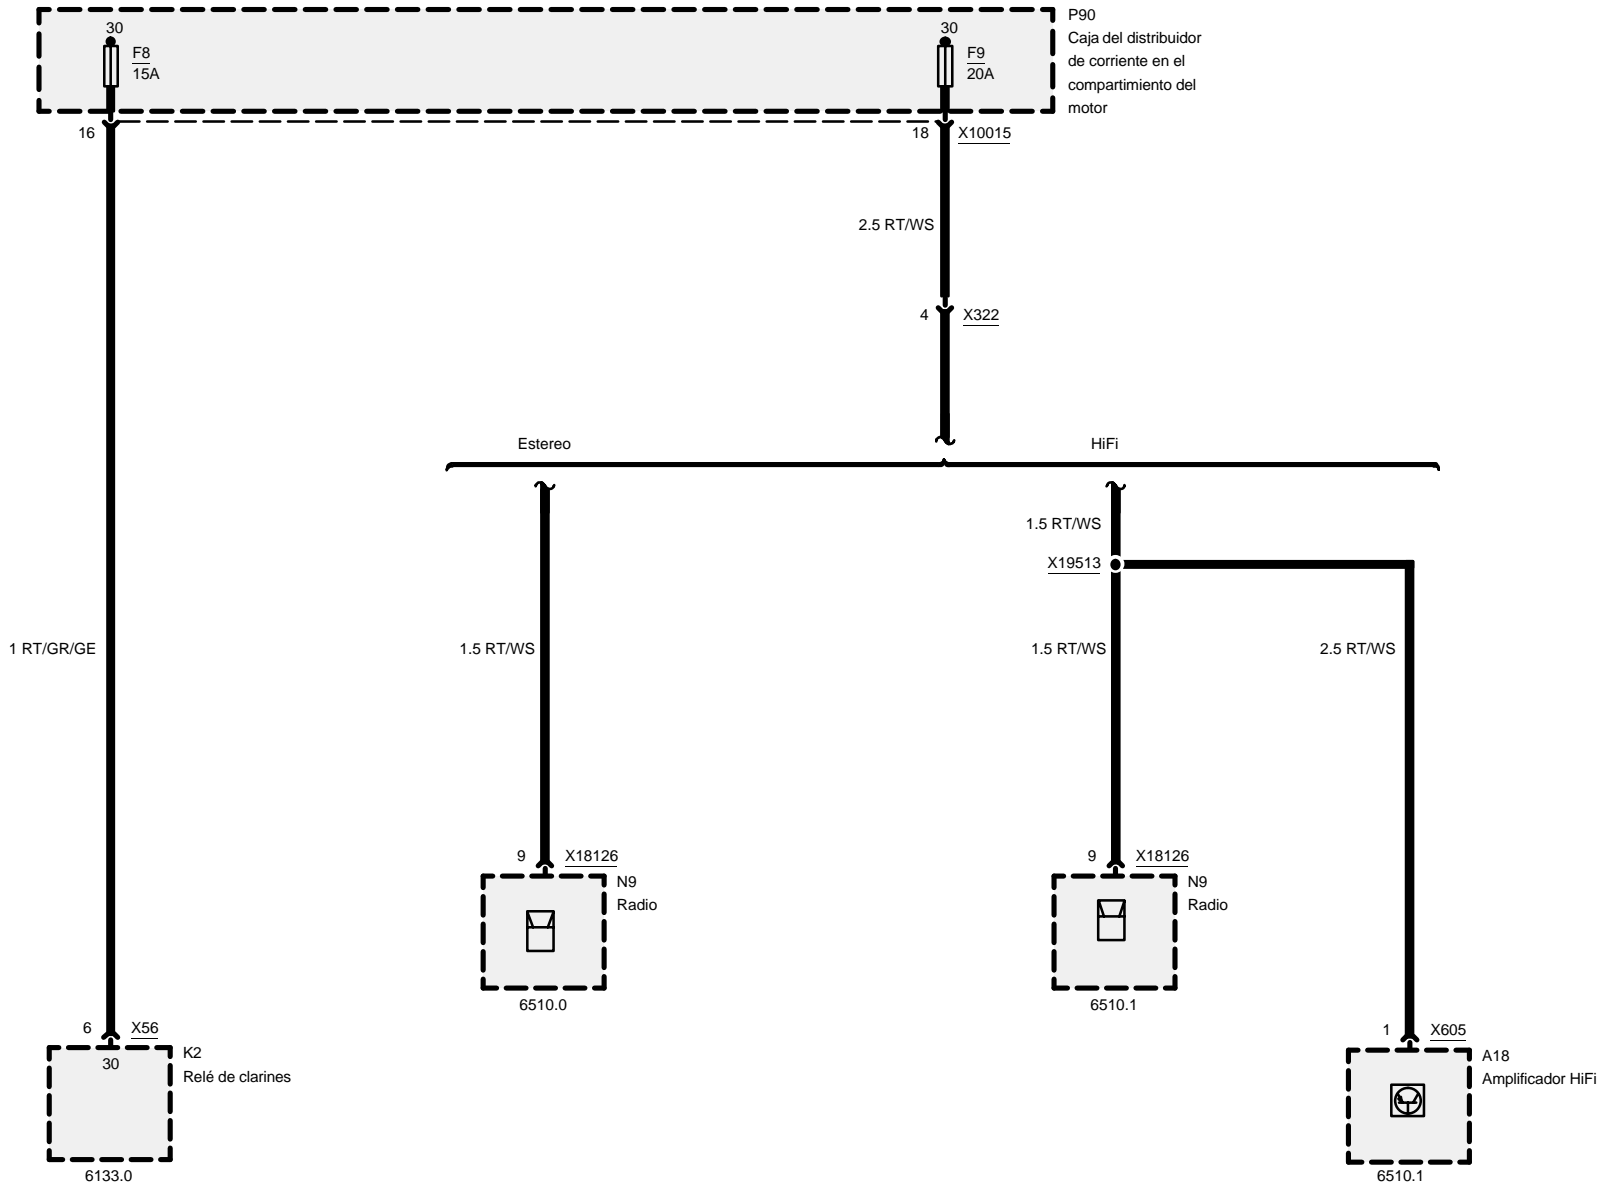 30
F8
15A
30
F9
20A
P90
Caja del distribuidor
de corriente en el
compartimiento del
motor
16
18
X10015
2.5 RT/WS
4
X322
Estereo
HiFi
1.5 RT/WS
X19513
1 RT/GR/GE
1.5 RT/WS
1.5 RT/WS
2.5 RT/WS
9
X18126
N9
Radio
6510.0
9
X18126
N9
Radio
6510.1
6
X56
30
K2
Relé de clarines
6133.0
1
X605
A18
Amplificador HiFi
6510.1